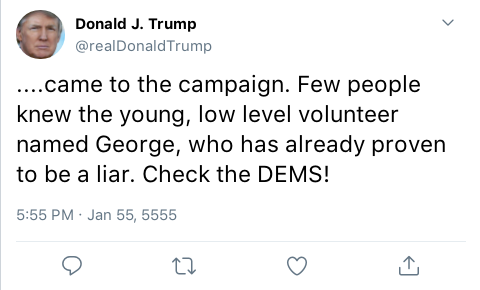 Donald J. Trump
@realDonaldTrump
....came to the campaign. Few people
knew the young, low level volunteer
named George, who has already proven
to be a liar. Check the DEMS!
5:55 PM · Jan 55, 5555